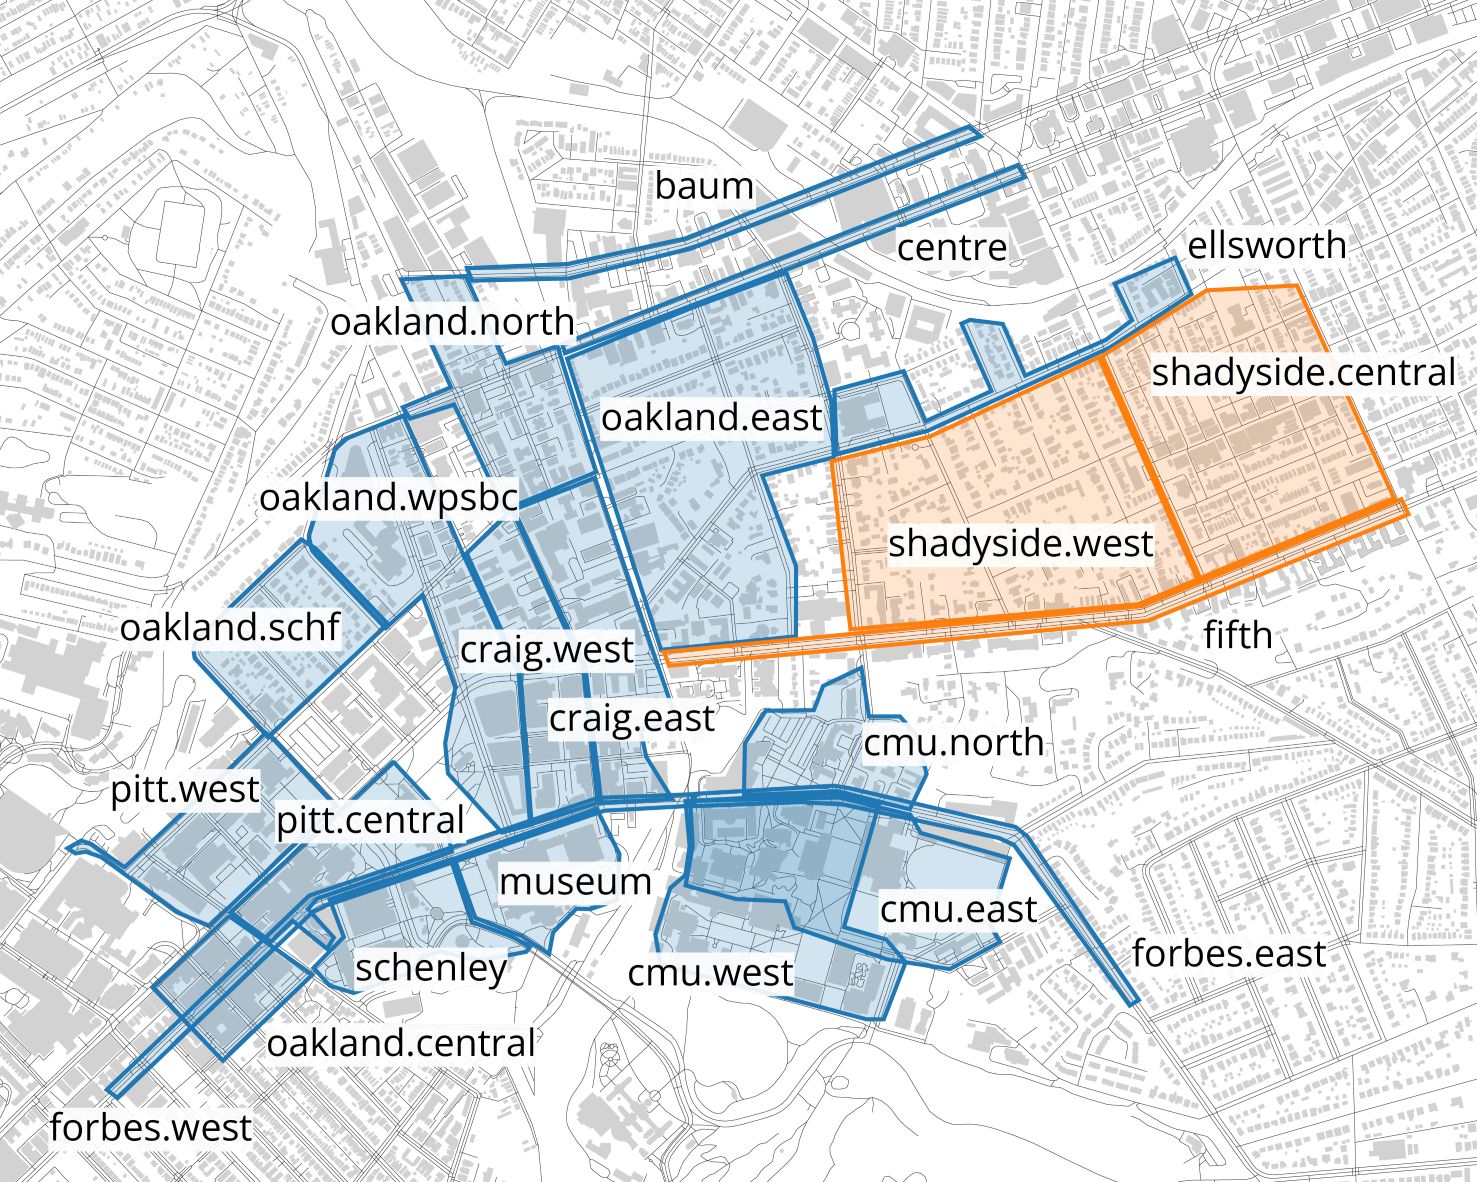 baum
centre
ellsworth
oakland.north
shadyside.central
oakland.east
oakland.wpsbc
shadyside.west
oakland.schf
fifth
craig.west
craig.east
cmu.north
pitt.west
pitt.central
museum
cmu.east
forbes.east
schenley
cmu.west
oakland.central
forbes.west